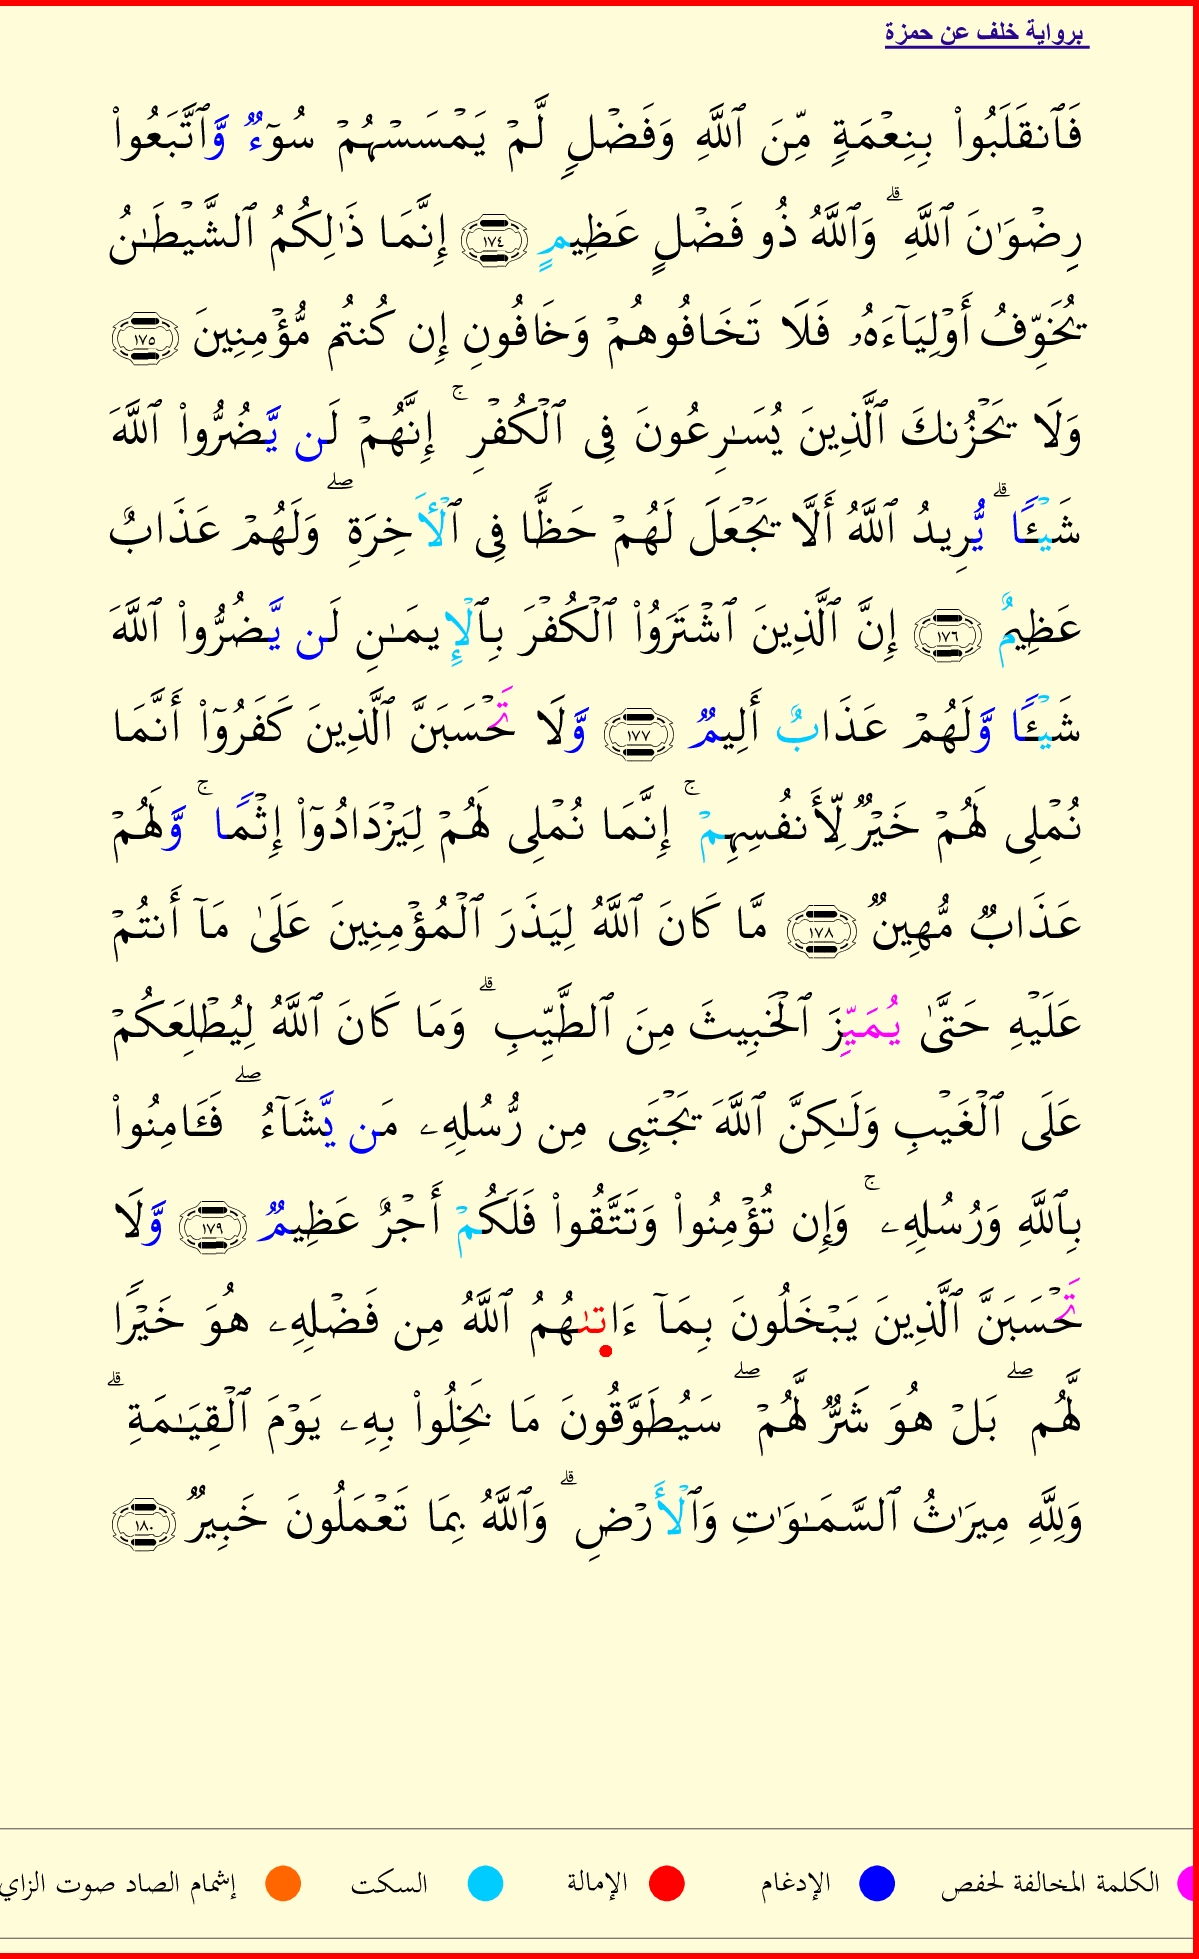 برواية خلف عن حمزة
فَٱنقَلَبُوا۟ بِنِعْمَةٍ مِّنَ ٱللَّهِ وَفَضْلٍ لَّمْ يَمْسَسْهُمْ سُوٓءٌ وَّٱتَّبَعُوا۟
رِضْوَٰنَ ٱللَّهِ ۗ وَٱللَّهُ ذُو فَضْلٍ عَظِيمٍ ١٧٤ إِنَّمَا ذَٰلِكُمُ ٱلشَّيْطَـٰنُ
يُخَوِّفُ أَوْلِيَآءَهُۥ فَلَا تَخَافُوهُمْ وَخَافُونِ إِن كُنتُم مُّؤْمِنِينَ ١٧٥
وَلَا يَحْزُنكَ ٱلَّذِينَ يُسَـٰرِعُونَ فِى ٱلْكُفْرِ ۚ إِنَّهُمْ لَن يَّضُرُّوا۟ ٱللَّهَ
شَيْـًٔا ۗ يُّرِيدُ ٱللَّهُ أَلَّا يَجْعَلَ لَهُمْ حَظًّا فِى ٱلْأَخِرَةِ ۖ وَلَهُمْ عَذَابٌ
عَظِيمٌ ١٧٦ إِنَّ ٱلَّذِينَ ٱشْتَرَوُا۟ ٱلْكُفْرَ بِٱلْإِيمَـٰنِ لَن يَّضُرُّوا۟ ٱللَّهَ
شَيْـًٔا وَّلَهُمْ عَذَابٌ أَلِيمٌ ١٧٧ وَّلَا تَحْسَبَنَّ ٱلَّذِينَ كَفَرُوٓا۟ أَنَّمَا
نُمْلِى لَهُمْ خَيْرٌ لِّأَنفُسِهِمْ ۚ إِنَّمَا نُمْلِى لَهُمْ لِيَزْدَادُوٓا۟ إِثْمًا ۚ وَّلَهُمْ
عَذَابٌ مُّهِينٌ ١٧٨ مَّا كَانَ ٱللَّهُ لِيَذَرَ ٱلْمُؤْمِنِينَ عَلَىٰ مَآ أَنتُمْ
عَلَيْهِ حَتَّىٰ يُمَيِّزَ ٱلْخَبِيثَ مِنَ ٱلطَّيِّبِ ۗ وَمَا كَانَ ٱللَّهُ لِيُطْلِعَكُمْ
عَلَى ٱلْغَيْبِ وَلَـٰكِنَّ ٱللَّهَ يَجْتَبِى مِن رُّسُلِهِۦ مَن يَّشَآءُ ۖ فَـَٔامِنُوا۟
بِٱللَّهِ وَرُسُلِهِۦ ۚ وَإِن تُؤْمِنُوا۟ وَتَتَّقُوا۟ فَلَكُمْ أَجْرٌ عَظِيمٌ ١٧٩ وَّلَا
تَحْسَبَنَّ ٱلَّذِينَ يَبْخَلُونَ بِمَآ ءَاتَىٰهُمُ ٱللَّهُ مِن فَضْلِهِۦ هُوَ خَيْرًا
لَّهُم ۖ بَلْ هُوَ شَرٌّ لَّهُمْ ۖ سَيُطَوَّقُونَ مَا بَخِلُوا۟ بِهِۦ يَوْمَ ٱلْقِيَـٰمَةِ ۗ
وَلِلَّهِ مِيرَٰثُ ٱلسَّمَـٰوَٰتِ وَٱلْأَرْضِ ۗ وَٱللَّهُ بِمَا تَعْمَلُونَ خَبِيرٌ ١٨٠
الكلمة المخالفة لحفص الإدغام الإمالة السكت إشمام الصاد صوت الزاي